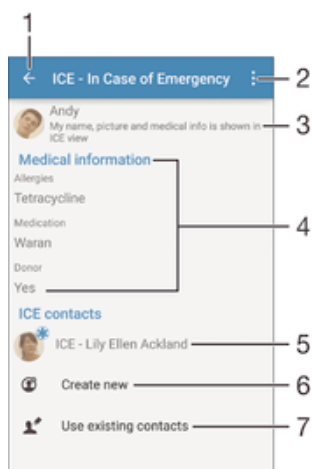 1
ICE - In Case of Emergency
2
Andy
My name, picture and medical info is shown in
ICE view
3
Medical information
Allergies
Tetracycline
Medication
Waran
4
Donor
Yes
ICE contacts
ICE - Lily Ellen Ackland
5
Create new
6
Use existing contacts
7